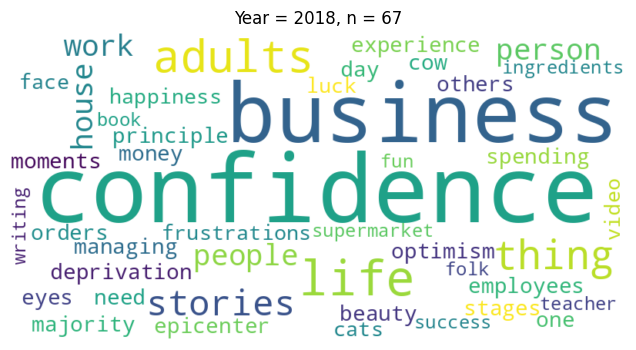 Year = 2018, n = 67
work adults experience person
face house day cow ingredients
happiness luck business others
book
principle
moments money fun spending
confidence
writing orders frustrations supermarket video
managing people optimism thing
deprivation life folk employees
eyes need stories beauty stages teacher
majority epicenter cats success one